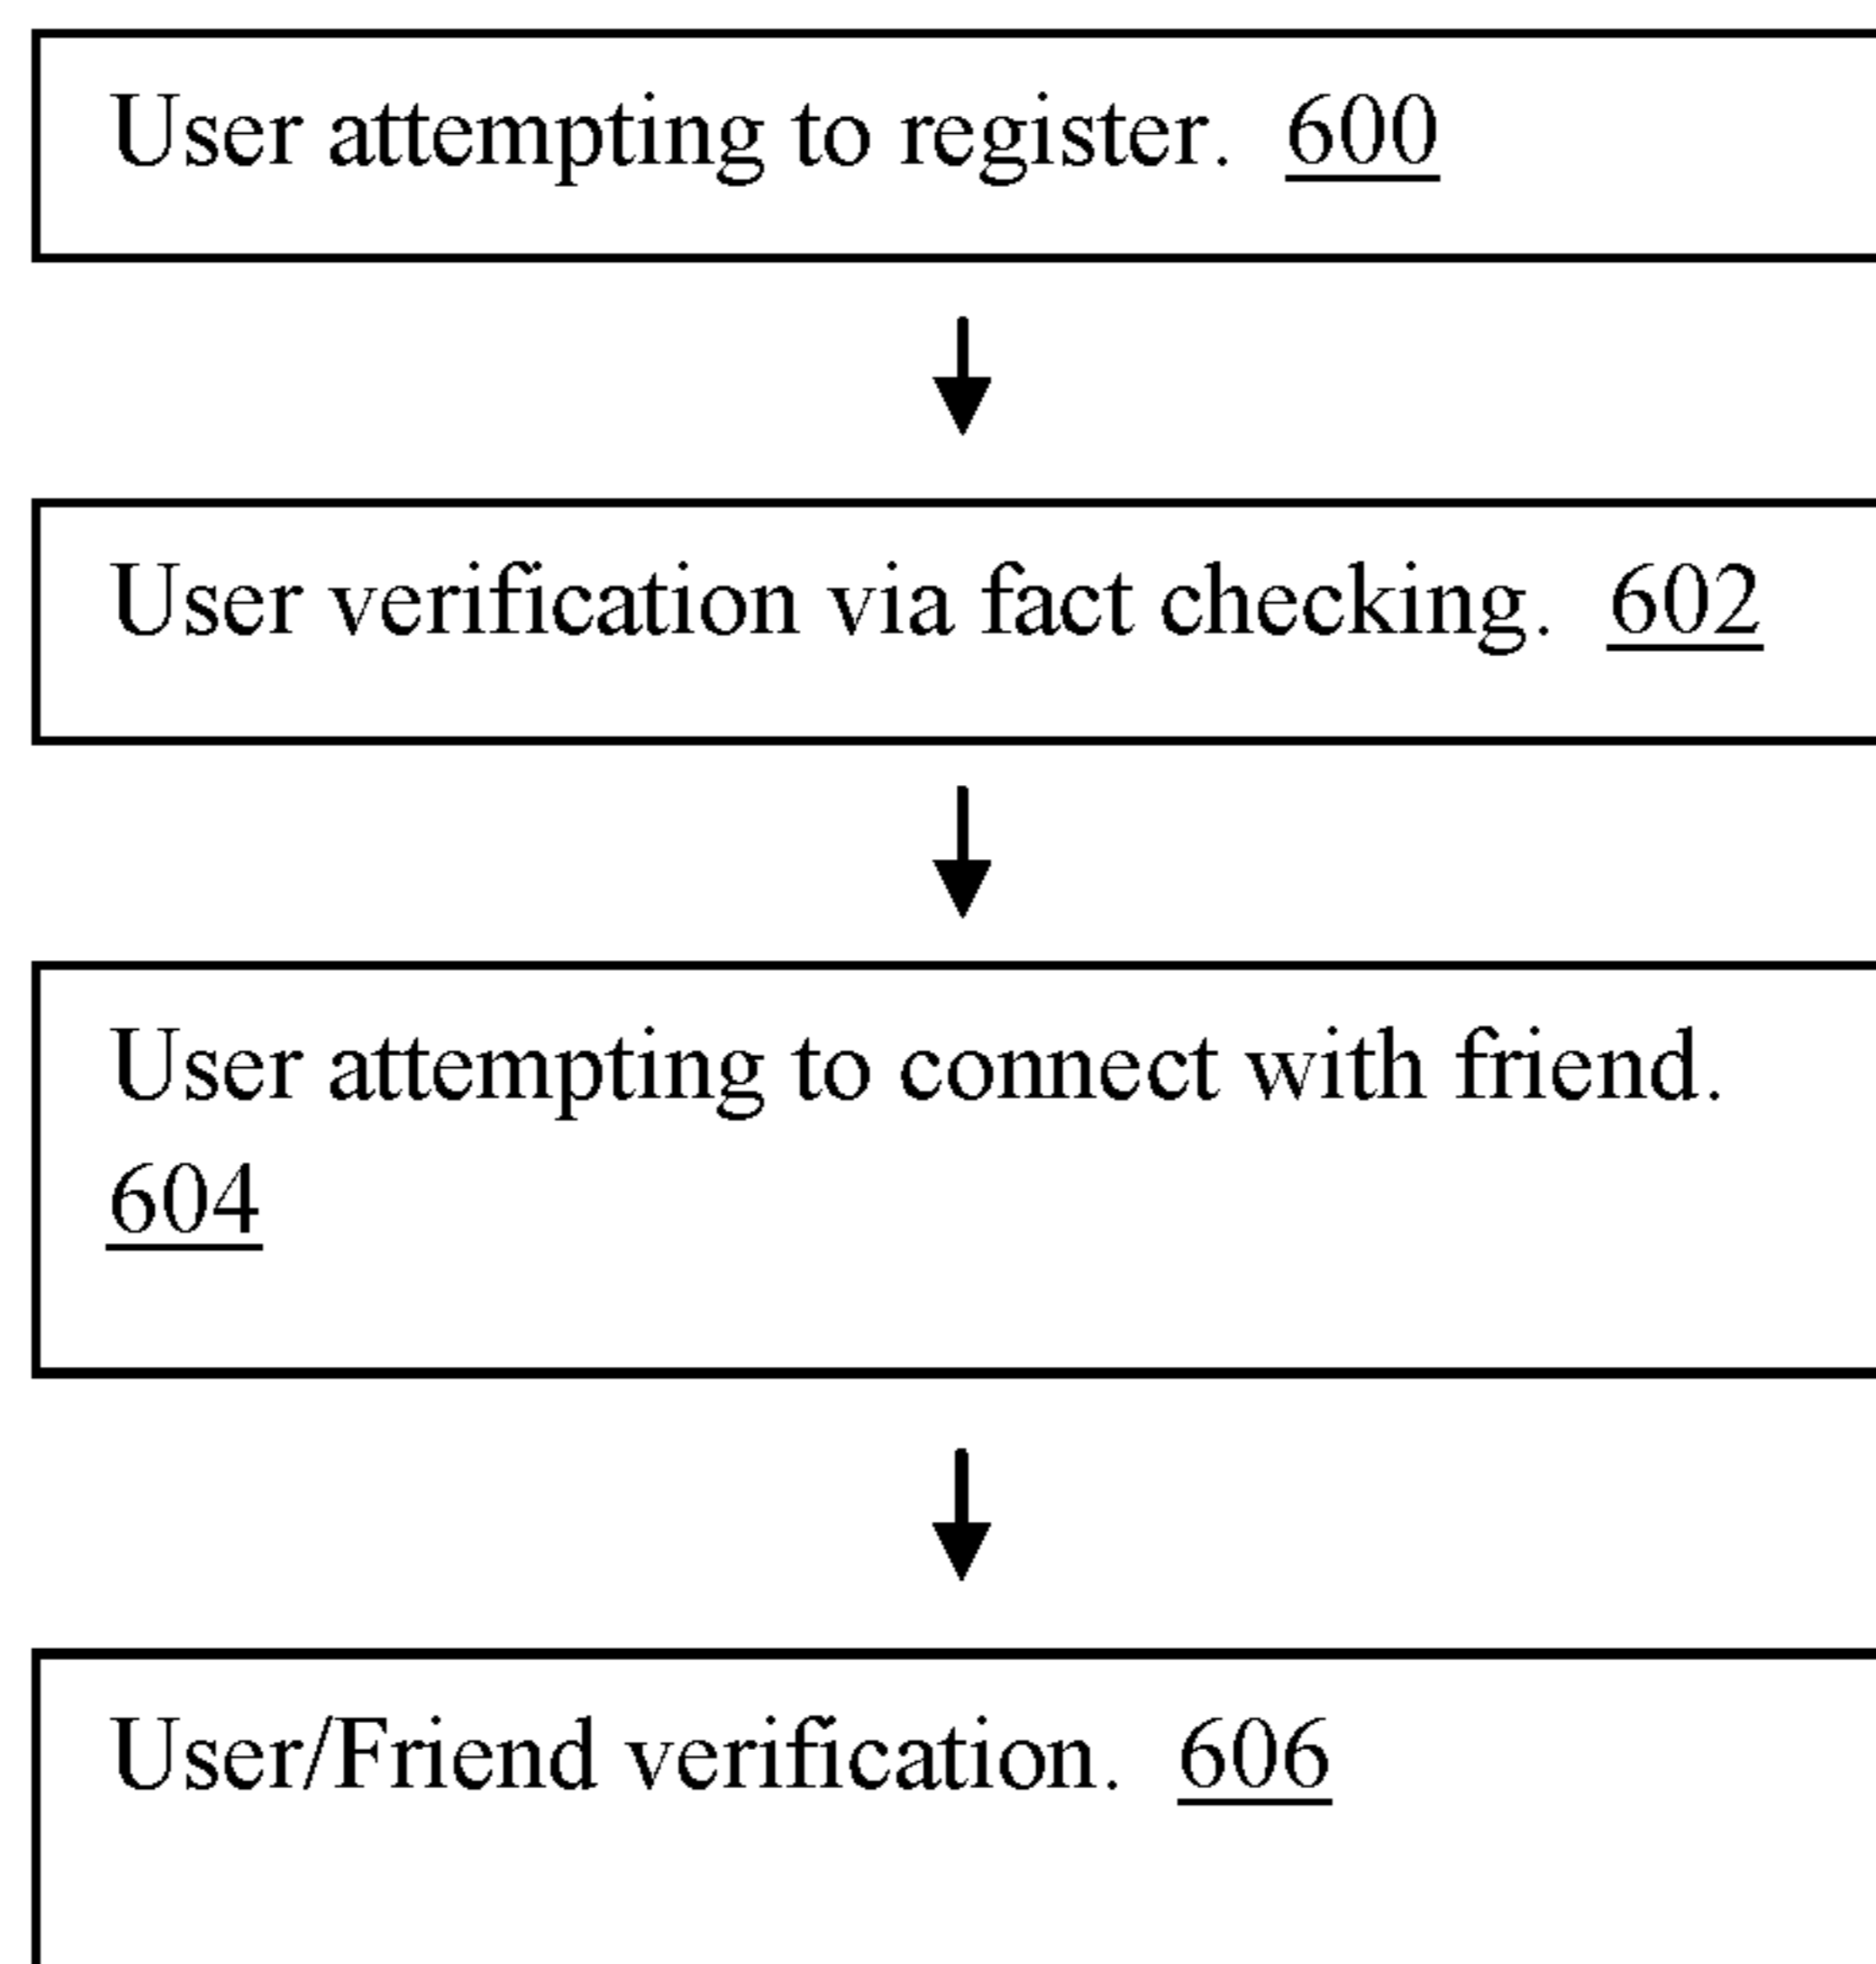 User attempting to register. 600
User verification via fact checking. 602
User attempting to connect with friend.
604
User/Friend verification. 606